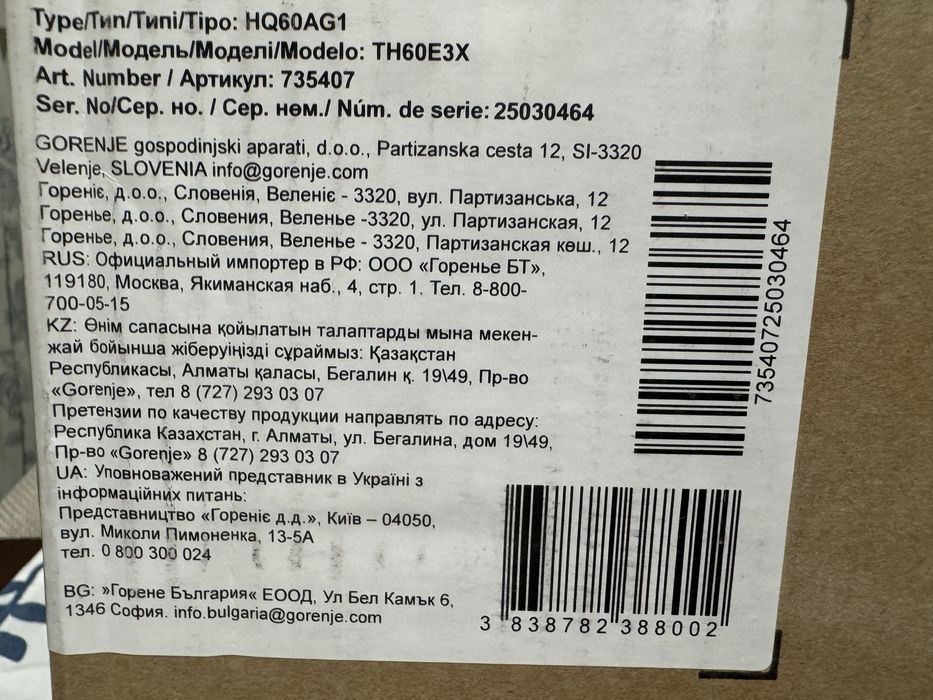 Type/Тип/Типі/Tipo: HQ60AG1
Model/Модель/Моделі/Modelo: TH60E3X
Art. Number / Артикул: 735407
Ser. No/Сер. но. / Сер. нөм./ Núm. de serie: 25030464
GORENJE gospodinjski aparati, d.o.o., Partizanska cesta 12, SI-3320
Velenje, SLOVENIA info@gorenje.com
Гореніє, д.о.о., Словенія, Веленіє - 3320, вул. Партизанська, 12
Горенье, д.о.о., Словения, Веленье -3320, ул. Партизанская, 12
Горенье, д.о.о., Словения, Веленье - 3320, Партизанская көш., 12
RUS: Официальный импортер в РФ: ООО «Горенье БТ»,
119180, Москва, Якиманская наб., 4, стр. 1. Тел. 8-800-
700-05-15
KZ: Өнім сапасына қойылатын талаптарды мына мекен-
жай бойынша жіберуіңізді сұраймыз: Қазақстан
Республикасы, Алматы қаласы, Бегалин қ. 19\49, Пр-во
«Gorenje», тел 8 (727) 293 03 07
Претензии по качеству продукции направлять по адресу:
Республика Казахстан, г. Алматы, ул. Бегалина, дом 19\49,
Пр-во «Gorenje» 8 (727) 293 03 07
UA: Уповноважений представник в Україні з
інформаційних питань:
Представництво «Гореніє д.д.», Київ – 04050,
вул. Миколи Пимоненка, 13-5А
тел. 0 800 300 024
BG: »Горене България« ЕООД, Ул Бел Камък 6,
1346 София. info.bulgaria@gorenje.com
73540725030464
3 838782 388002